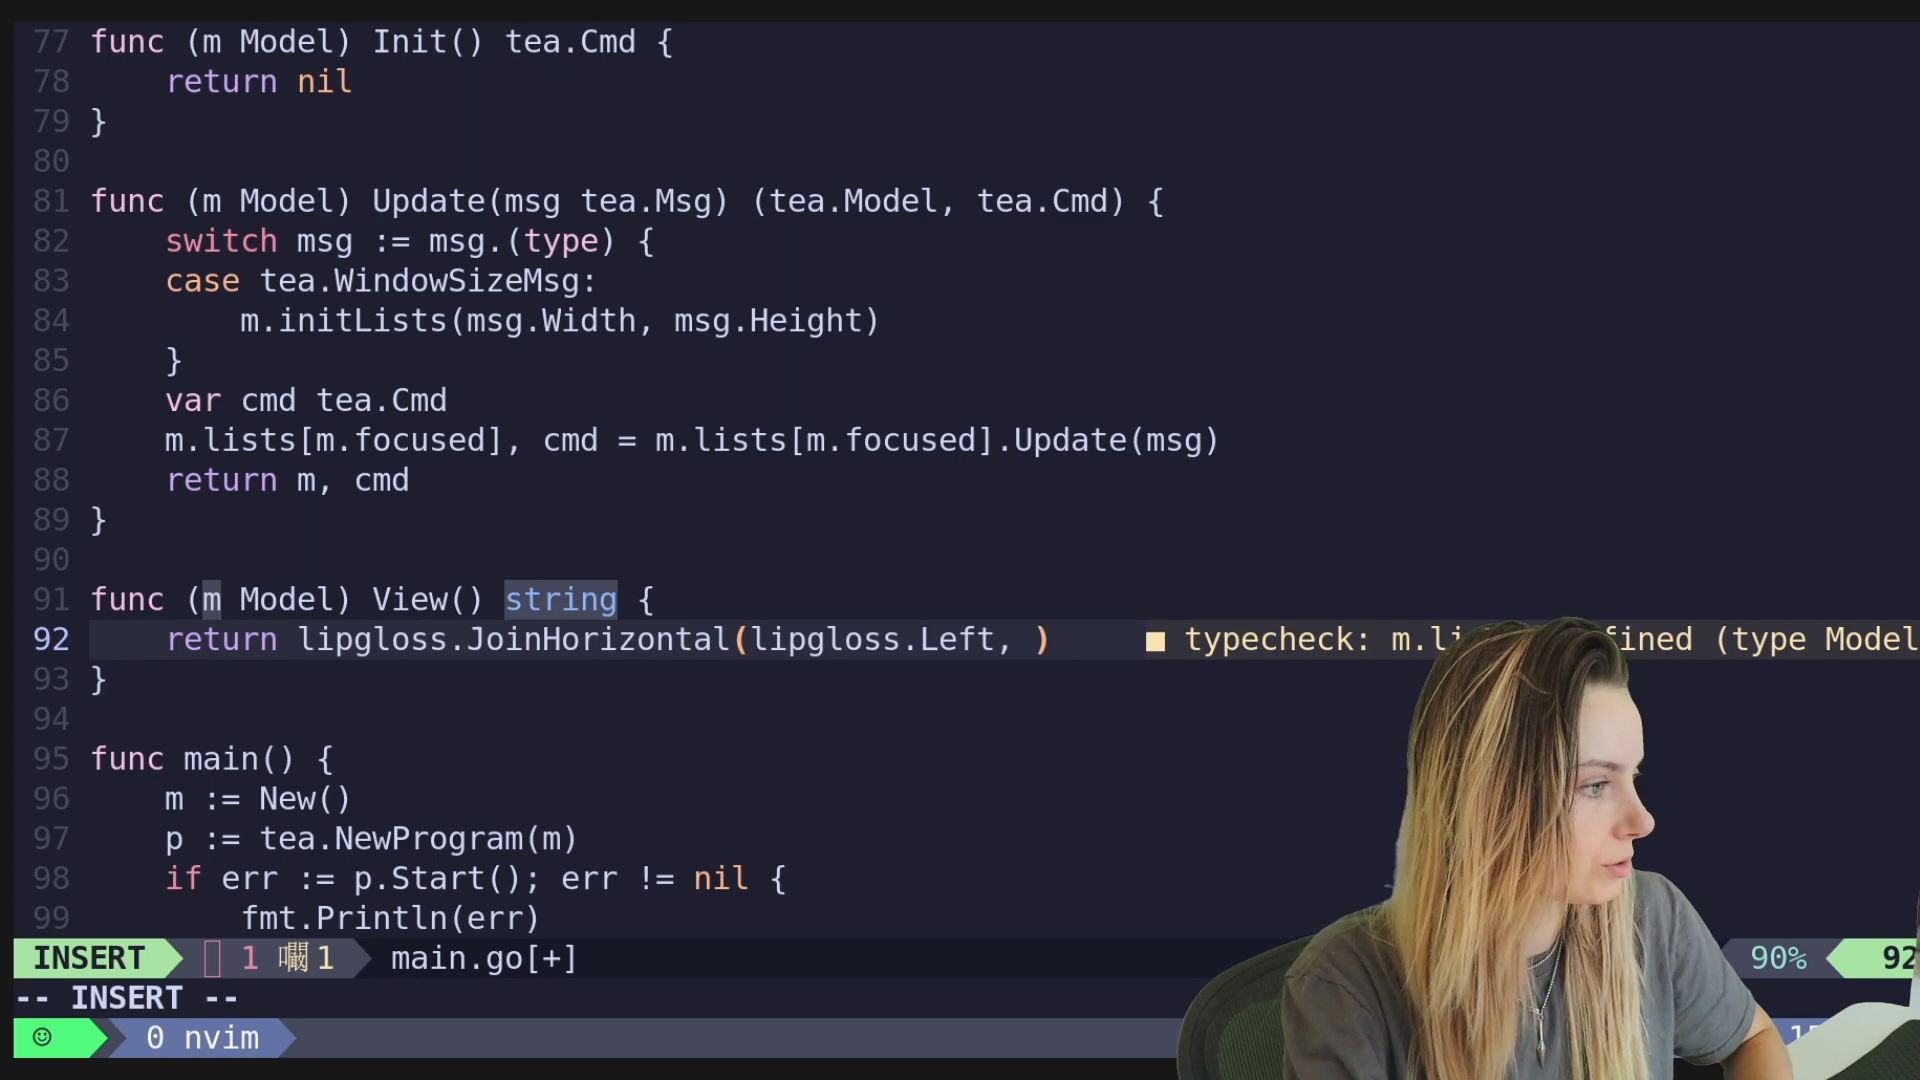 77 func (m Model) Init() tea.Cmd {
78 return nil
79 }
80
81 func (m Model) Update(msg tea.Msg) (tea.Model, tea.Cmd) {
82 switch msg := msg.(type) {
83 case tea.WindowSizeMsg:
84 m.initLists(msg.Width, msg.Height)
85 }
86 var cmd tea.Cmd
87 m.lists[m.focused], cmd = m.lists[m.focused].Update(msg)
88 return m, cmd
89 }
90
91 func (m Model) View() string {
92 return lipgloss.JoinHorizontal(lipgloss.Left, ) ■ typecheck: (type Model
93 }
94
95 func main() {
96 m := New()
97 p := tea.NewProgram(m)
98 if err := p.Start(); err != nil {
99 fmt.Println(err)
INSERT 1 1 main.go[+] 90% 92
-- INSERT --
☺ 0 nvim